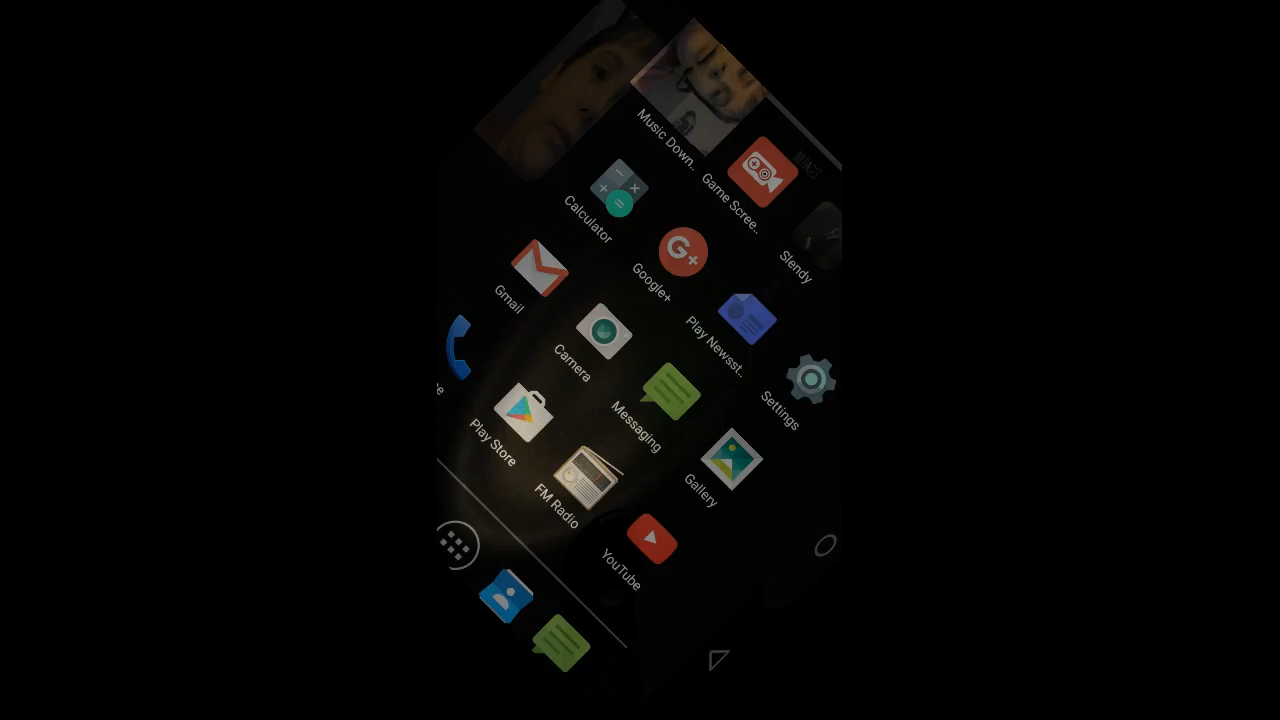 Music Down..
Game Scree..
Slendy
Calculator
Google+
Play Newsst..
Settings
Gmail
Camera
Messaging
Gallery
e
Play Store
FM Radio
YouTube